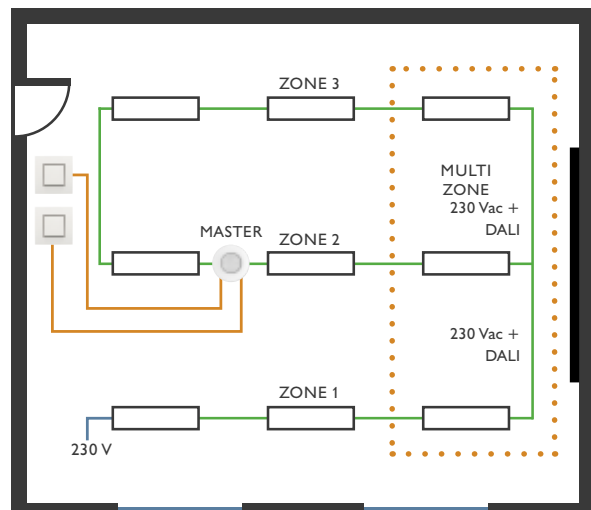 ZONE 3
MULTI
ZONE
230 Vac +
DALI
MASTER
ZONE 2
230 Vac +
DALI
ZONE 1
230 V